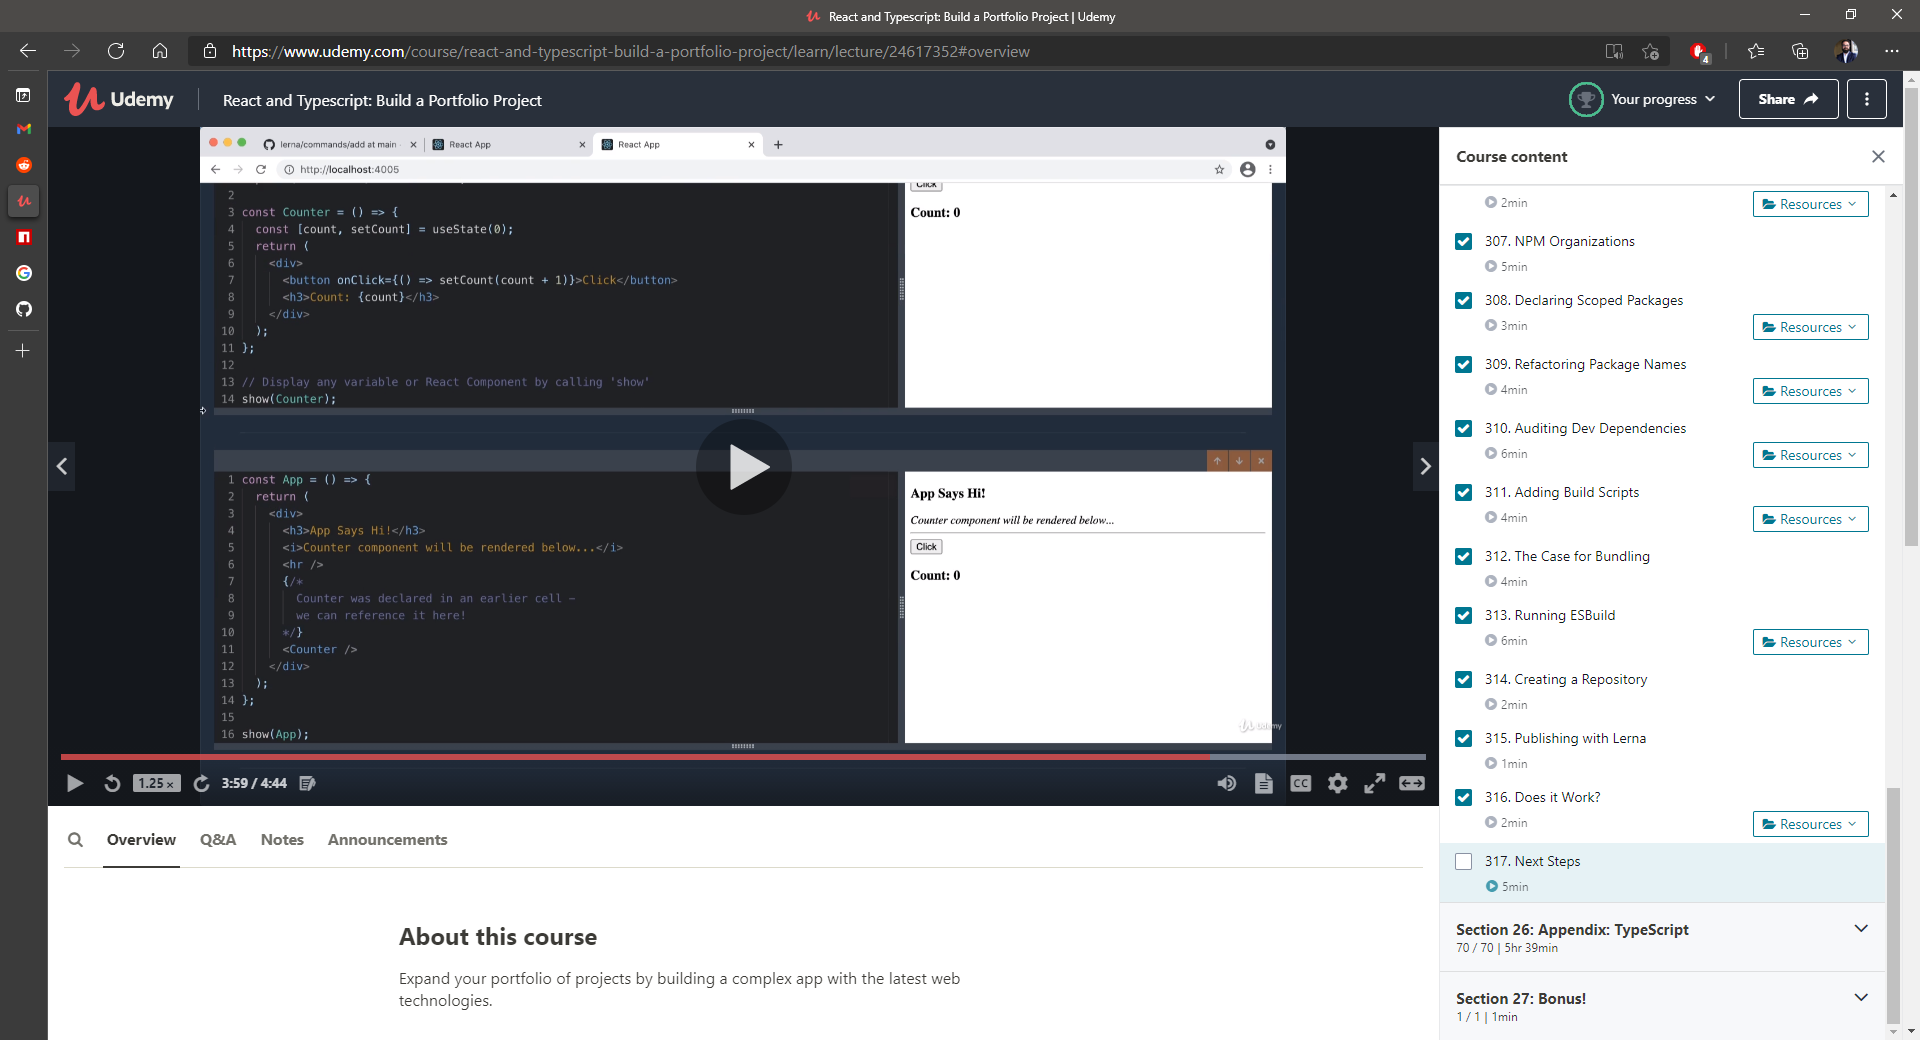 React and Typescript: Build a Portfolio Project | Udemy
https://www.udemy.com/course/react-and-typescript-build-a-portfolio-project/learn/lecture/24617352#overview
4
Udemy
React and Typescript: Build a Portfolio Project
Your progress
Share
lerna/commands/add at main
React App
React App
http://localhost:4005
2
3 const Counter = () => {
4 const [count, setCount] = useState(0);
5 return (
6 <div>
7 <button onClick={() => setCount(count + 1)}>Click</button>
8 <h3>Count: {count}</h3>
9 </div>
10 );
11 };
12
13 // Display any variable or React Component by calling 'show'
14 show(Counter);
Click
Count: 0
1 const App = () => {
2 return (
3 <div>
4 <h3>App Says Hi!</h3>
5 <i>Counter component will be rendered below...</i>
6 <hr />
7 {/*
8 Counter was declared in an earlier cell –
9 we can reference it here!
10 */}
11 <Counter />
12 </div>
13 );
14 };
15
16 show(App);
App Says Hi!
Counter component will be rendered below...
Click
Count: 0
Udemy
1.25×
3:59 / 4:44
CC
Overview
Q&A
Notes
Announcements
About this course
Expand your portfolio of projects by building a complex app with the latest web
technologies.
Course content
2min
Resources
307. NPM Organizations
5min
308. Declaring Scoped Packages
3min
Resources
309. Refactoring Package Names
4min
Resources
310. Auditing Dev Dependencies
6min
Resources
311. Adding Build Scripts
4min
Resources
312. The Case for Bundling
4min
313. Running ESBuild
6min
Resources
314. Creating a Repository
2min
315. Publishing with Lerna
1min
316. Does it Work?
2min
Resources
317. Next Steps
5min
Section 26: Appendix: TypeScript
70 / 70 | 5hr 39min
Section 27: Bonus!
1 / 1 | 1min